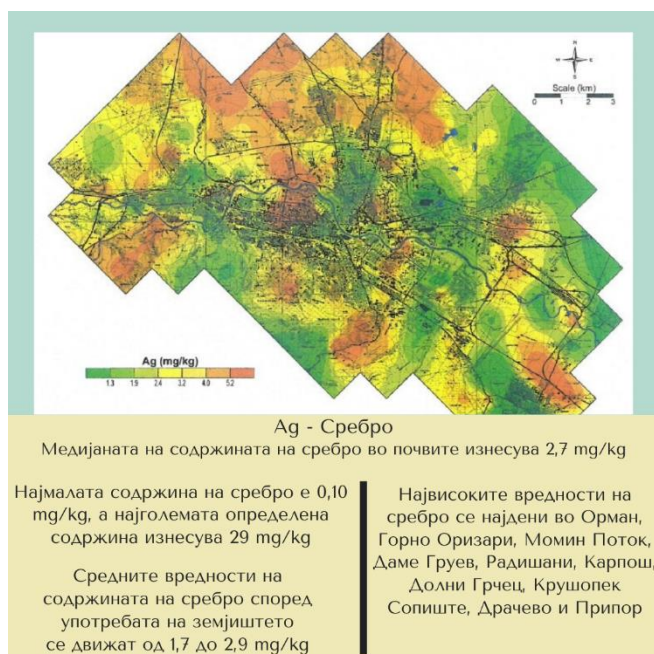 N
W
E
S
Scale (km)
0 1 2 3
Ag (mg/kg)
1.3 1.9 2.4 3.2 4.0 5.2
Ag - Сребро
Медијаната на содржината на сребро во почвите изнесува 2,7 mg/kg
Најмалата содржина на сребро е 0,10
mg/kg, а најголемата определена
содржина изнесува 29 mg/kg
Средните вредности на
содржината на сребро според
употребата на земјиштето
се движат од 1,7 до 2,9 mg/kg
Највисоките вредности на
сребро се најдени во Орман,
Горно Оризари, Момин Поток,
Даме Груев, Радишани, Карпош,
Долни Грчец, Крушопек
Сопиште, Драчево и Припор